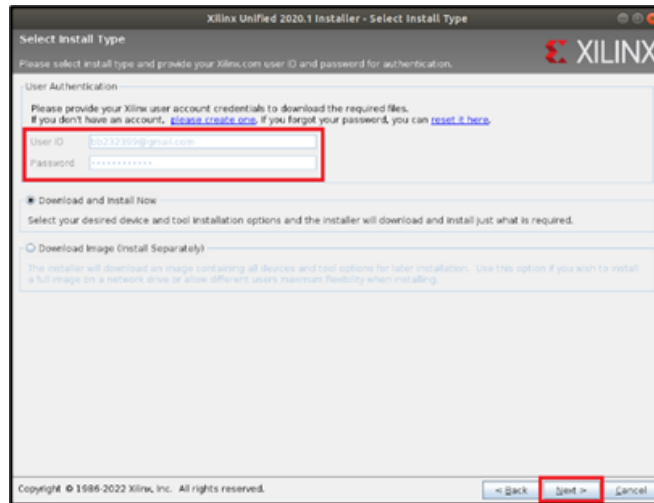 Xilinx Unified 2020.1 Installer - Select Install Type
Select Install Type
Please select install type and provide your Xilinx.com user ID and password for authentication.
XILINX
User Authentication
Please provide your Xilinx user account credentials to download the required files.
If you don't have an account, please create one. If you forgot your password, you can reset it here.
User ID bb232399@gmail.com
Password ••••••••••••
Download and Install Now
Select your desired device and tool installation options and the installer will download and install just what is required.
Download Image (Install Separately)
The installer will download an image containing all devices and tool options for later installation. Use this option if you wish to install
a full image on a network drive or allow different users maximum flexibility when installing.
Copyright © 1986-2022 Xilinx, Inc. All rights reserved.
< Back Next > Cancel